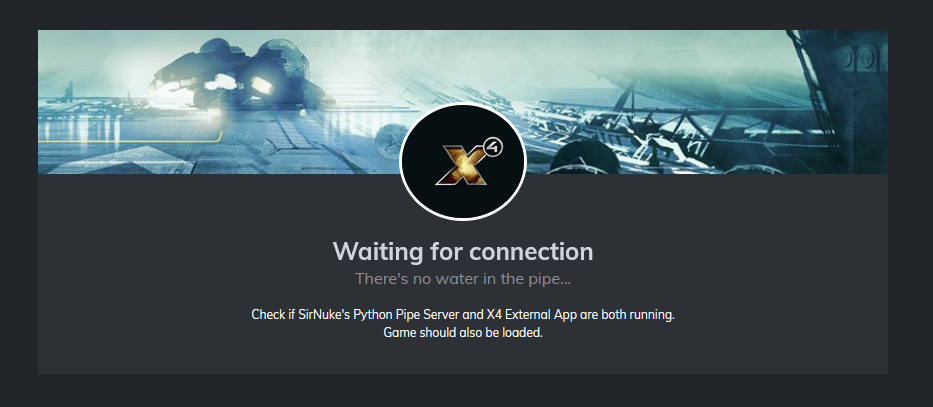 X4
Waiting for connection
There's no water in the pipe...
Check if SirNuke's Python Pipe Server and X4 External App are both running.
Game should also be loaded.